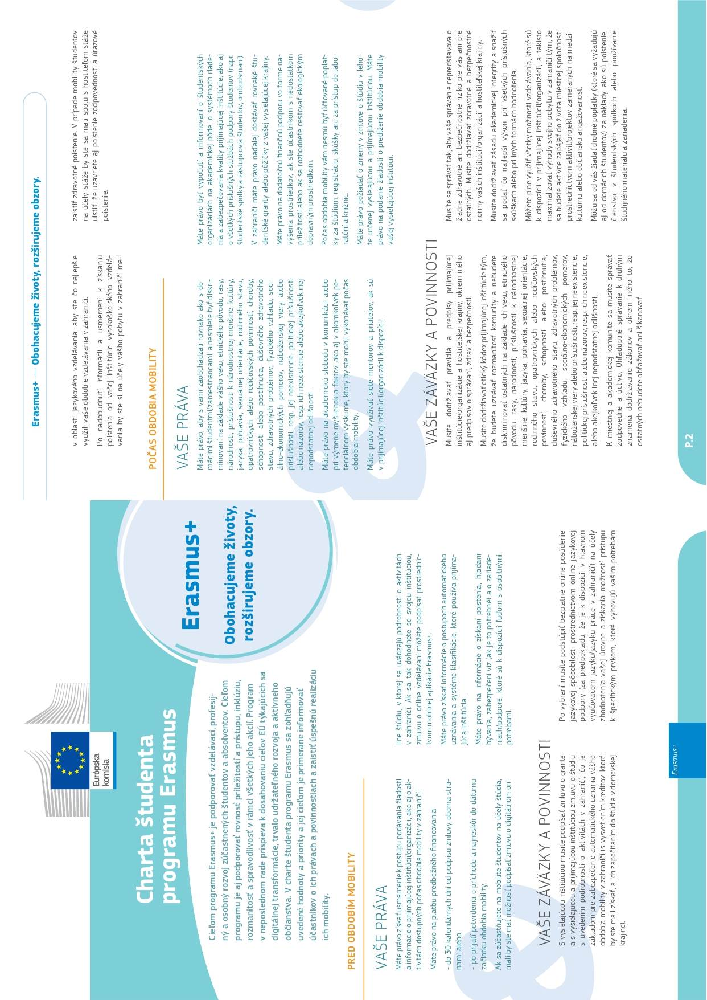 Európska
komisia
Charta študenta
programu Erasmus
Erasmus+
Obohacujeme životy,
rozširujeme obzory.
Cieľom programu Erasmus+ je podporovať vzdelávací, profesij-
ný a osobný rozvoj zúčastnených študentov a absolventov. Cieľom
programu je aj podporovať rovnosť príležitostí a prístupu, inklúziu,
rozmanitosť a spravodlivosť v rámci všetkých jeho akcií. Program
v neposlednom rade prispieva k dosahovaniu cieľov EÚ týkajúcich sa
digitálnej transformácie, trvalo udržateľného rozvoja a aktívneho
občianstva. V charte študenta programu Erasmus sa zohľadňujú
uvedené hodnoty a priority a jej cieľom je primerane informovať
účastníkov o ich právach a povinnostiach a zaistiť úspešnú realizáciu
ich mobility.
PRED OBDOBÍM MOBILITY
VAŠE PRÁVA
Máte právo získať usmernenie k postupu podávania žiadosti
a informácie o prijímajúcej inštitúcii/organizácii, ako aj o ak-
tivitách dostupných počas obdobia mobility v zahraničí.
Máte právo na platbu predbežného financovania
- do 30 kalendárnych dní od podpisu zmluvy oboma stra-
nami alebo
- po prijatí potvrdenia o príchode a najneskôr do dátumu
začiatku obdobia mobility.
Ak sa zúčastňujete na mobilite študentov na účely štúdia,
mali by ste mať možnosť podpísať zmluvu o digitálnom on-
line štúdiu, v ktorej sa uvádzajú podrobnosti o aktivitách
v zahraničí. Ak sa tak dohodnete so svojou inštitúciou,
zmluvu o online vzdelávaní môžete podpísať prostredníc-
tvom mobilnej aplikácie Erasmus+.
Máte právo získať informácie o postupoch automatického
uznávania a systéme klasifikácie, ktoré používa prijíma-
júca inštitúcia.
Máte právo na informácie o získaní poistenia, hľadaní
bývania, zabezpečení víz (ak je to potrebné) a o zariade-
niach/podpore, ktoré sú k dispozícii ľuďom s osobitnými
potrebami.
VAŠE ZÁVÄZKY A POVINNOSTI
S vysielajúcou inštitúciou musíte podpísať zmluvu o grante
a s vysielajúcou a prijímajúcou inštitúciou zmluvu o štúdiu
s uvedením podrobností o aktivitách v zahraničí, čo je
základom pre zabezpečenie automatického uznania vášho
obdobia mobility v zahraničí (s vysvetlením kreditov, ktoré
by ste mali získať, a ich započítaním do štúdia v domovskej
krajine).
Po vybraní musíte podstúpiť bezplatné online posúdenie
jazykovej spôsobilosti prostredníctvom online jazykovej
podpory (za predpokladu, že je k dispozícii v hlavnom
vyučovacom jazyku/jazyku práce v zahraničí) na účely
zhodnotenia vašej úrovne a získania možností prístupu
k špecifickým prvkom, ktoré vyhovujú vašim potrebám
Erasmus+
Erasmus+ — Obohacujeme životy, rozširujeme obzory.
v oblasti jazykového vzdelávania, aby ste čo najlepšie
využili vaše obdobie vzdelávania v zahraničí.
Po nadobudnutí informácií a usmernení k získaniu
poistenia od vašej inštitúcie vysokoškolského vzdelá-
vania by ste si na účely vášho pobytu v zahraničí mali
zaistiť zdravotné poistenie. V prípade mobility študentov
na účely stáže by ste sa mali spolu s hostiteľom stáže
uistiť, že uzavriete aj poistenie zodpovednosti a úrazové
poistenie.
POČAS OBDOBIA MOBILITY
VAŠE PRÁVA
Máte právo, aby s vami zaobchádzali rovnako ako s do-
mácimi študentmi/zamestnancami, a nesmiete byť diskri-
minovaní na základe vášho veku, etnického pôvodu, rasy,
národnosti, príslušnosti k národnostnej menšine, kultúry,
jazyka, pohlavia, sexuálnej orientácie, rodinného stavu,
opatrovníckych alebo rodičovských povinností, choroby,
schopnosti alebo postihnutia, duševného zdravotného
stavu, zdravotných problémov, fyzického vzhľadu, soci-
álno-ekonomických pomerov, náboženskej viery alebo
príslušnosti, resp. jej neexistencie, politickej príslušnosti
alebo názorov, resp. ich neexistencie alebo akejkoľvek inej
nepodstatnej odlišnosti.
Máte právo na akademickú slobodu v komunikácii alebo
pri výmene myšlienok a faktov, ako aj v akomkoľvek po-
tenciálnom výskume, ktorý by ste mohli vykonávať počas
obdobia mobility.
Máte právo využívať siete mentorov a priateľov, ak sú
v prijímajúcej inštitúcii/organizácii k dispozícii.
Máte právo byť vypočutí a informovaní o študentských
organizáciách na akademickej pôde, o systémoch riade-
nia a zabezpečovania kvality prijímajúcej inštitúcie, ako aj
o všetkých príslušných službách podpory študentov (napr.
študentské spolky a zástupcovia študentov, ombudsmani).
V zahraničí máte právo naďalej dostávať rovnaké štu-
dentské granty alebo pôžičky z vašej vysielajúcej krajiny.
Máte právo na dodatočnú finančnú podporu vo forme na-
výšenia prostriedkov, ak ste účastníkom s nedostatkom
príležitostí alebo ak sa rozhodnete cestovať ekologickým
dopravným prostriedkom.
Počas obdobia mobility vám nesmú byť účtované poplat-
ky za štúdium, registráciu, skúšky ani za prístup do labo-
ratórií a knižníc.
Máte právo požiadať o zmeny v zmluve o štúdiu v leho-
te určenej vysielajúcou a prijímajúcou inštitúciou. Máte
právo na podanie žiadosti o predĺženie obdobia mobility
vašej vysielajúcej inštitúcii.
VAŠE ZÁVÄZKY A POVINNOSTI
Musíte dodržiavať pravidlá a predpisy prijímajúcej
inštitúcie/organizácie a hostiteľskej krajiny, okrem iného
aj predpisov o správaní, zdraví a bezpečnosti.
Musíte dodržiavať etický kódex prijímajúcej inštitúcie tým,
že budete uznávať rozmanitosť komunity a nebudete
diskriminovať ostatných na základe ich veku, etnického
pôvodu, rasy, národnosti, príslušnosti k národnostnej
menšine, kultúry, jazyka, pohlavia, sexuálnej orientácie,
rodinného stavu, opatrovníckych alebo rodičovských
povinností, choroby, schopnosti alebo postihnutia,
duševného zdravotného stavu, zdravotných problémov,
fyzického vzhľadu, sociálno-ekonomických pomerov,
náboženskej viery alebo príslušnosti, resp. jej neexistencie,
politickej príslušnosti alebo názorov, resp. ich neexistencie,
alebo akejkoľvek inej nepodstatnej odlišnosti.
K miestnej a akademickej komunite sa musíte správať
zodpovedne a úctivo. Ohľaduplné správanie k druhým
znamená dodržiavanie zákonov a okrem iného to, že
ostatných nebudete obťažovať ani šikanovať.
Musíte sa správať tak, aby vaše správanie nepredstavovalo
žiadne zdravotné ani bezpečnostné riziko pre vás ani pre
ostatných. Musíte dodržiavať zdravotné a bezpečnostné
normy vašich inštitúcií/organizácií a hostiteľskej krajiny.
Musíte dodržiavať zásadu akademickej integrity a snažiť
sa podať čo najlepší výkon pri všetkých príslušných
skúškach alebo pri iných formách hodnotenia.
Môžete plne využiť všetky možnosti vzdelávania, ktoré sú
k dispozícii v prijímajúcej inštitúcii/organizácii, a takisto
maximalizovať výhody svojho pobytu v zahraničí tým, že
sa budete aktívne zapájať do života miestnej spoločnosti
prostredníctvom aktivít/projektov zameraných na medzi-
kultúrnu alebo občiansku angažovanosť.
Môžu sa od vás žiadať drobné poplatky (ktoré sa vyžadujú
aj od domácich študentov) za náklady, ako sú poistenie,
členstvo v študentských spolkoch alebo používanie
študijného materiálu a zariadenia.
P.2